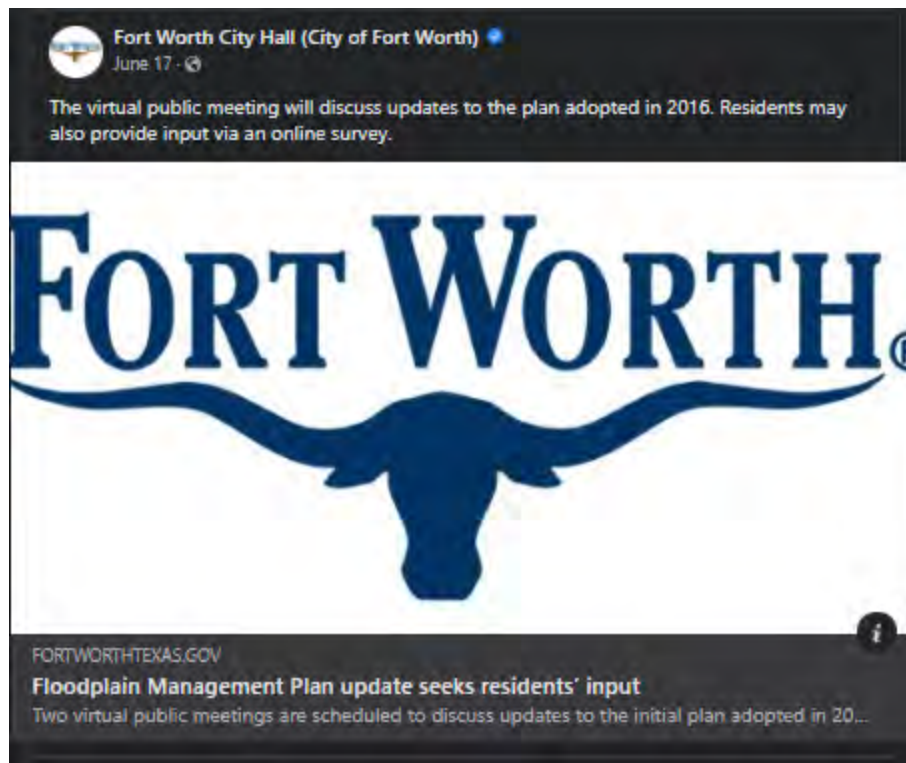 Fort Worth City Hall (City of Fort Worth)
June 17 ·
The virtual public meeting will discuss updates to the plan adopted in 2016. Residents may
also provide input via an online survey.
FORT WORTH®
FORTWORTHTEXAS.GOV
Floodplain Management Plan update seeks residents' input
Two virtual public meetings are scheduled to discuss updates to the initial plan adopted in 20...